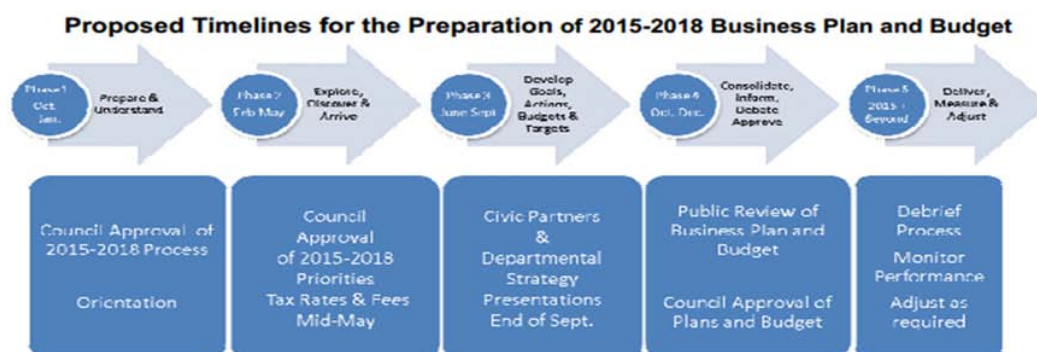 Proposed Timelines for the Preparation of 2015-2018 Business Plan and Budget
Phase 1
Oct.
Jan.
Prepare &
Understand
Phase 2
Feb May
Explore,
Discover &
Arrive
Phase 3
June Sept
Develop
Goals,
Actions,
Budgets &
Targets
Phase 4
Oct. Dec.
Consolidate,
Inform,
Debate
Approve
Phase 5
2015 +
Beyond
Deliver,
Measure &
Adjust
Council Approval of
2015-2018 Process
Orientation
Council
Approval
of 2015-2018
Priorities
Tax Rates & Fees
Mid-May
Civic Partners
&
Departmental
Strategy
Presentations
End of Sept.
Public Review of
Business Plan and
Budget
Council Approval of
Plans and Budget
Debrief
Process
Monitor
Performance
Adjust as
required